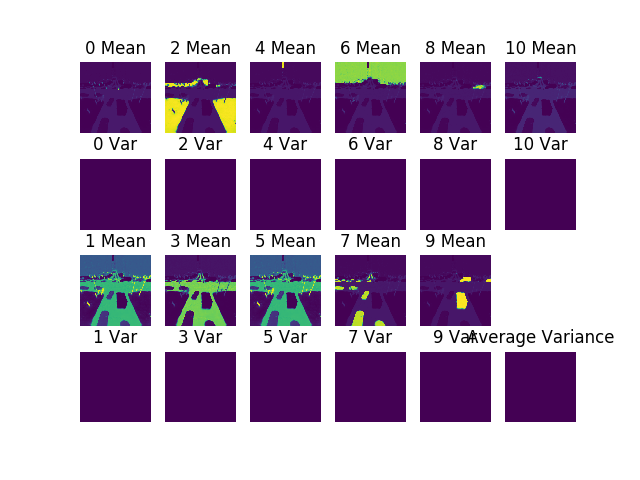 0 Mean 2 Mean 4 Mean 6 Mean 8 Mean 10 Mean
0 Var 2 Var 4 Var 6 Var 8 Var 10 Var
1 Mean 3 Mean 5 Mean 7 Mean 9 Mean
1 Var 3 Var 5 Var 7 Var 9 Var Average Variance